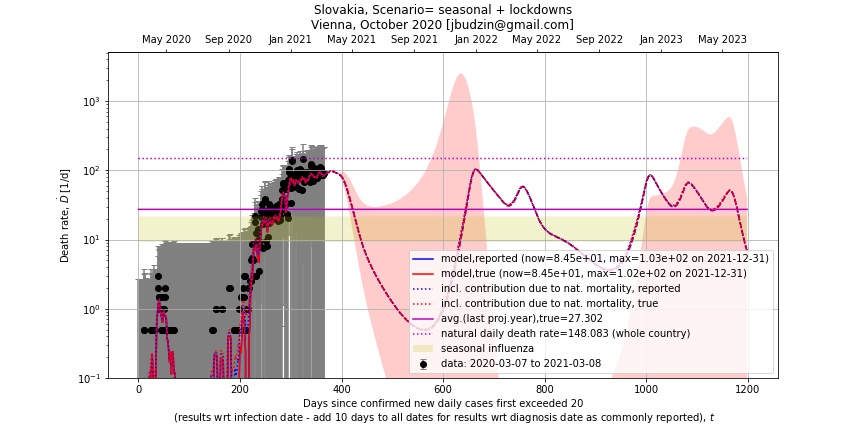 Slovakia, Scenario= seasonal + lockdowns
Vienna, October 2020 [jbudzin@gmail.com]
May 2020 Sep 2020 Jan 2021 May 2021 Sep 2021 Jan 2022 May 2022 Sep 2022 Jan 2023 May 2023
10³
10²
10¹
10⁰
10⁻¹
Death rate, Ḋ [1/d]
model,reported (now=8.45e+01, max=1.03e+02 on 2021-12-31)
model,true (now=8.45e+01, max=1.02e+02 on 2021-12-31)
incl. contribution due to nat. mortality, reported
incl. contribution due to nat. mortality, true
avg.(last proj.year),true=27.302
natural daily death rate=148.083 (whole country)
seasonal influenza
data: 2020-03-07 to 2021-03-08
0 200 400 600 800 1000 1200
Days since confirmed new daily cases first exceeded 20
(results wrt infection date - add 10 days to all dates for results wrt diagnosis date as commonly reported), t